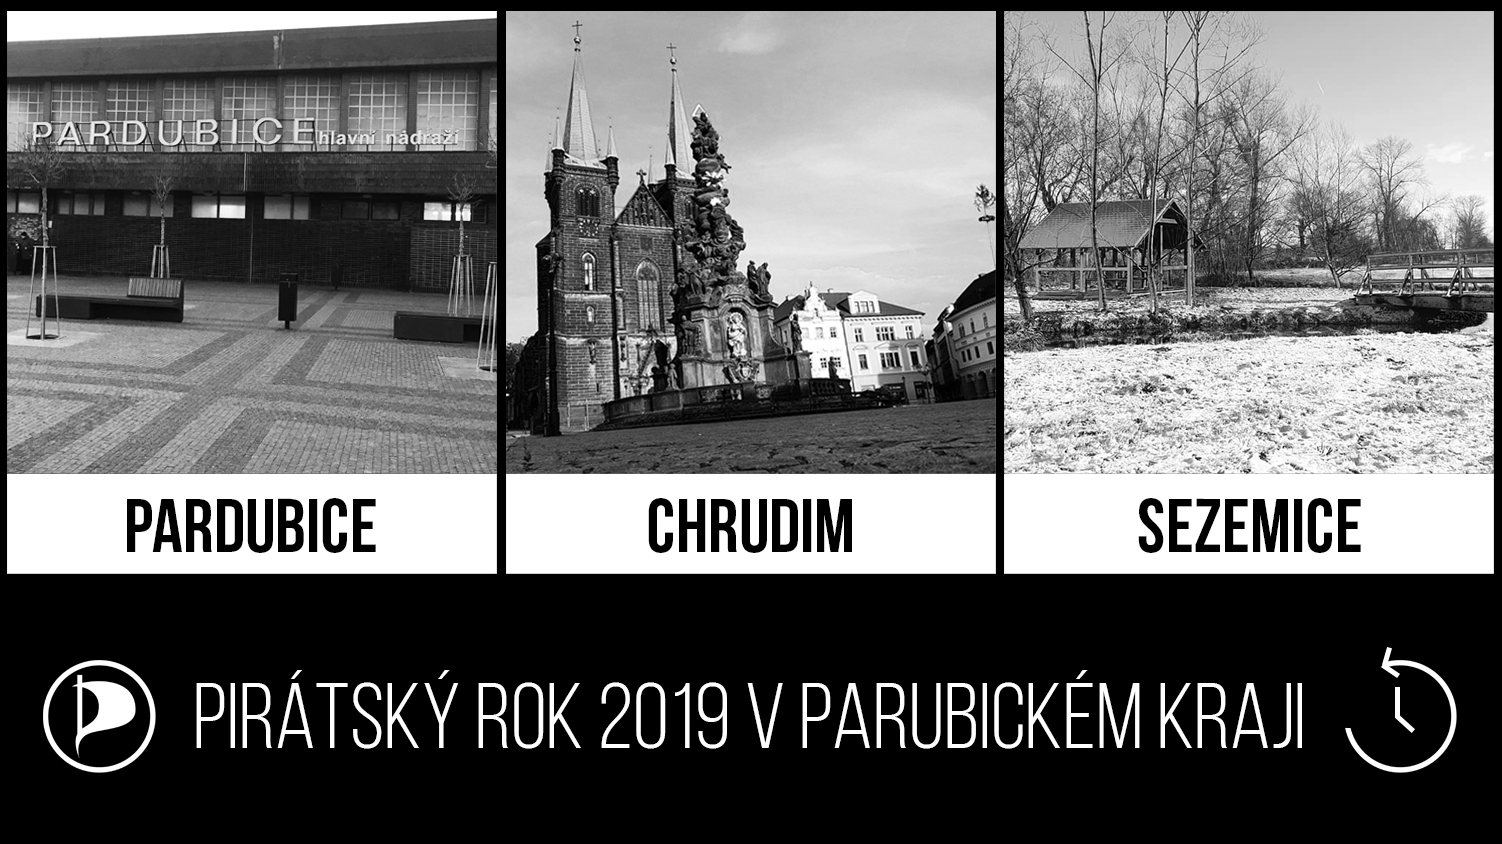 PARDUBICE hlavní nádraží
PARDUBICE
CHRUDIM
SEZEMICE
PIRÁTSKÝ ROK 2019 V PARUBICKÉM KRAJI